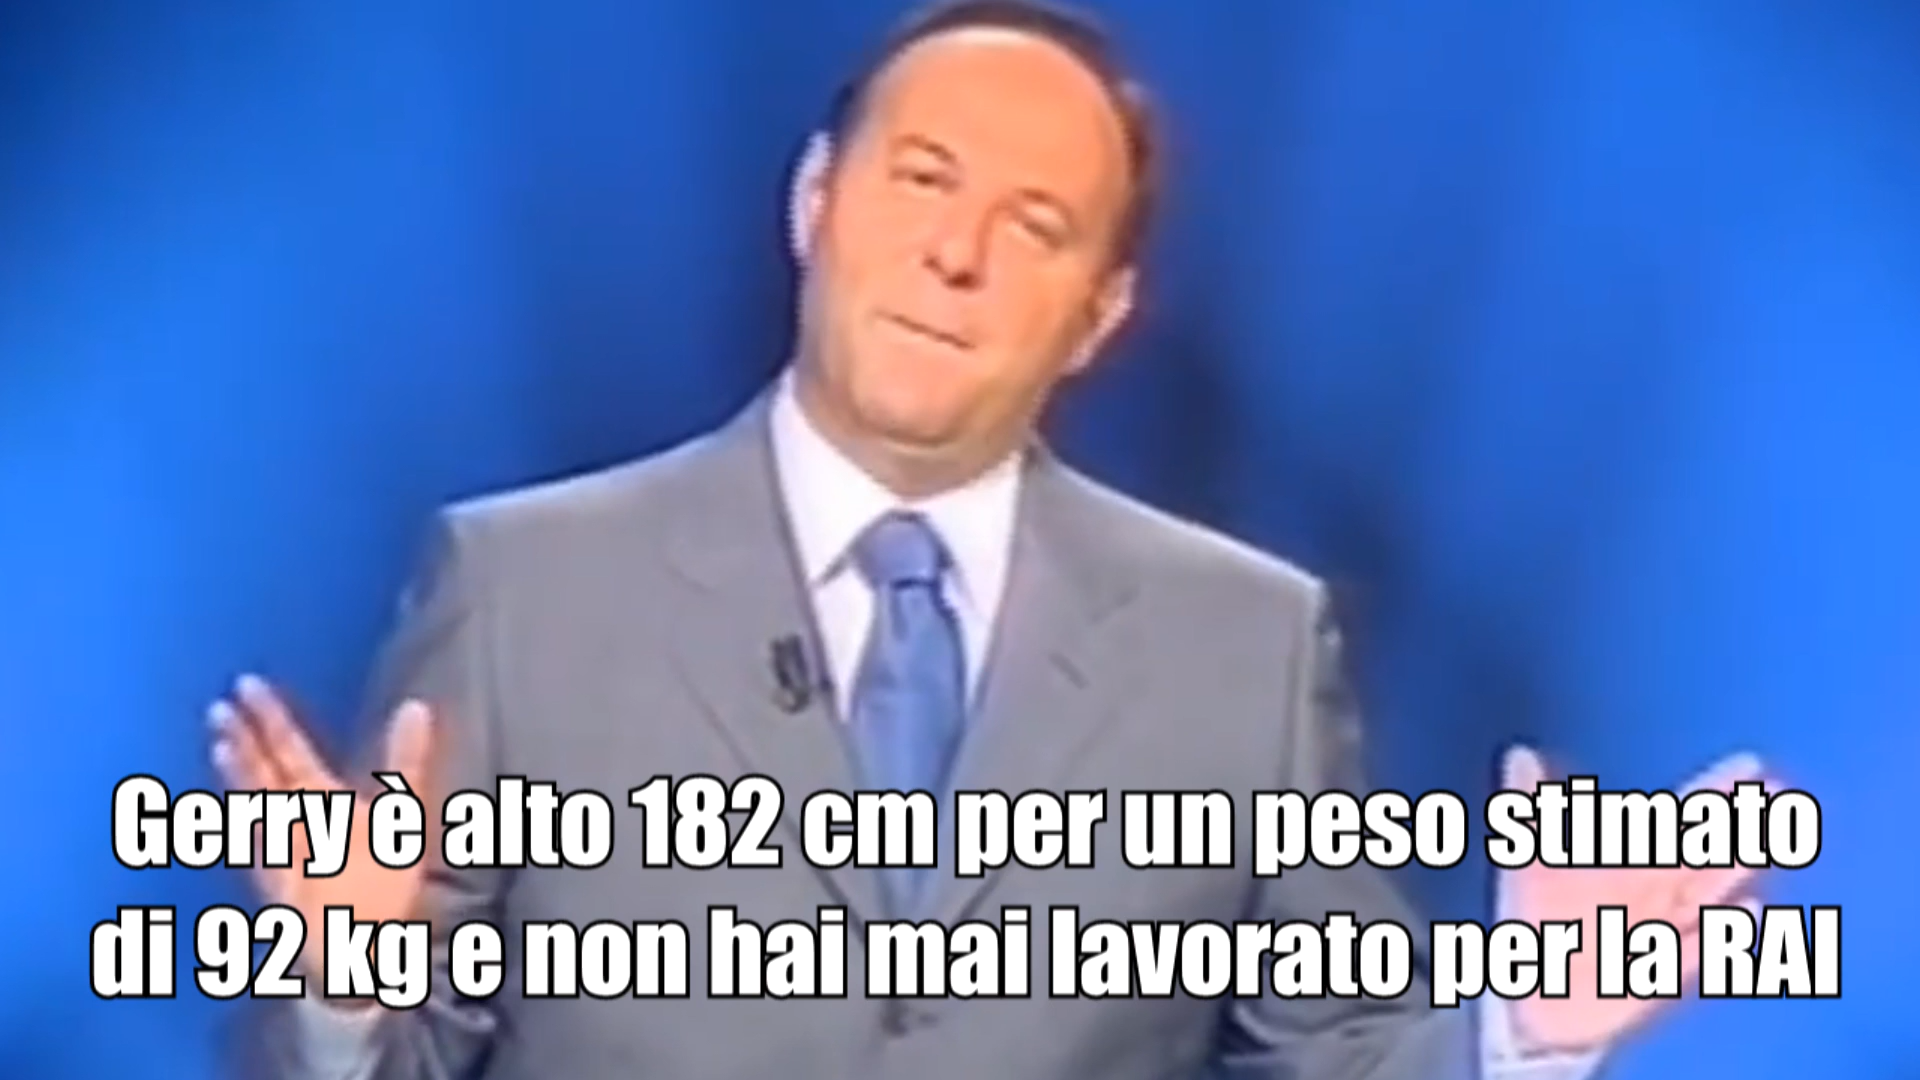 Gerry è alto 182 cm per un peso stimato
di 92 kg e non hai mai lavorato per la RAI